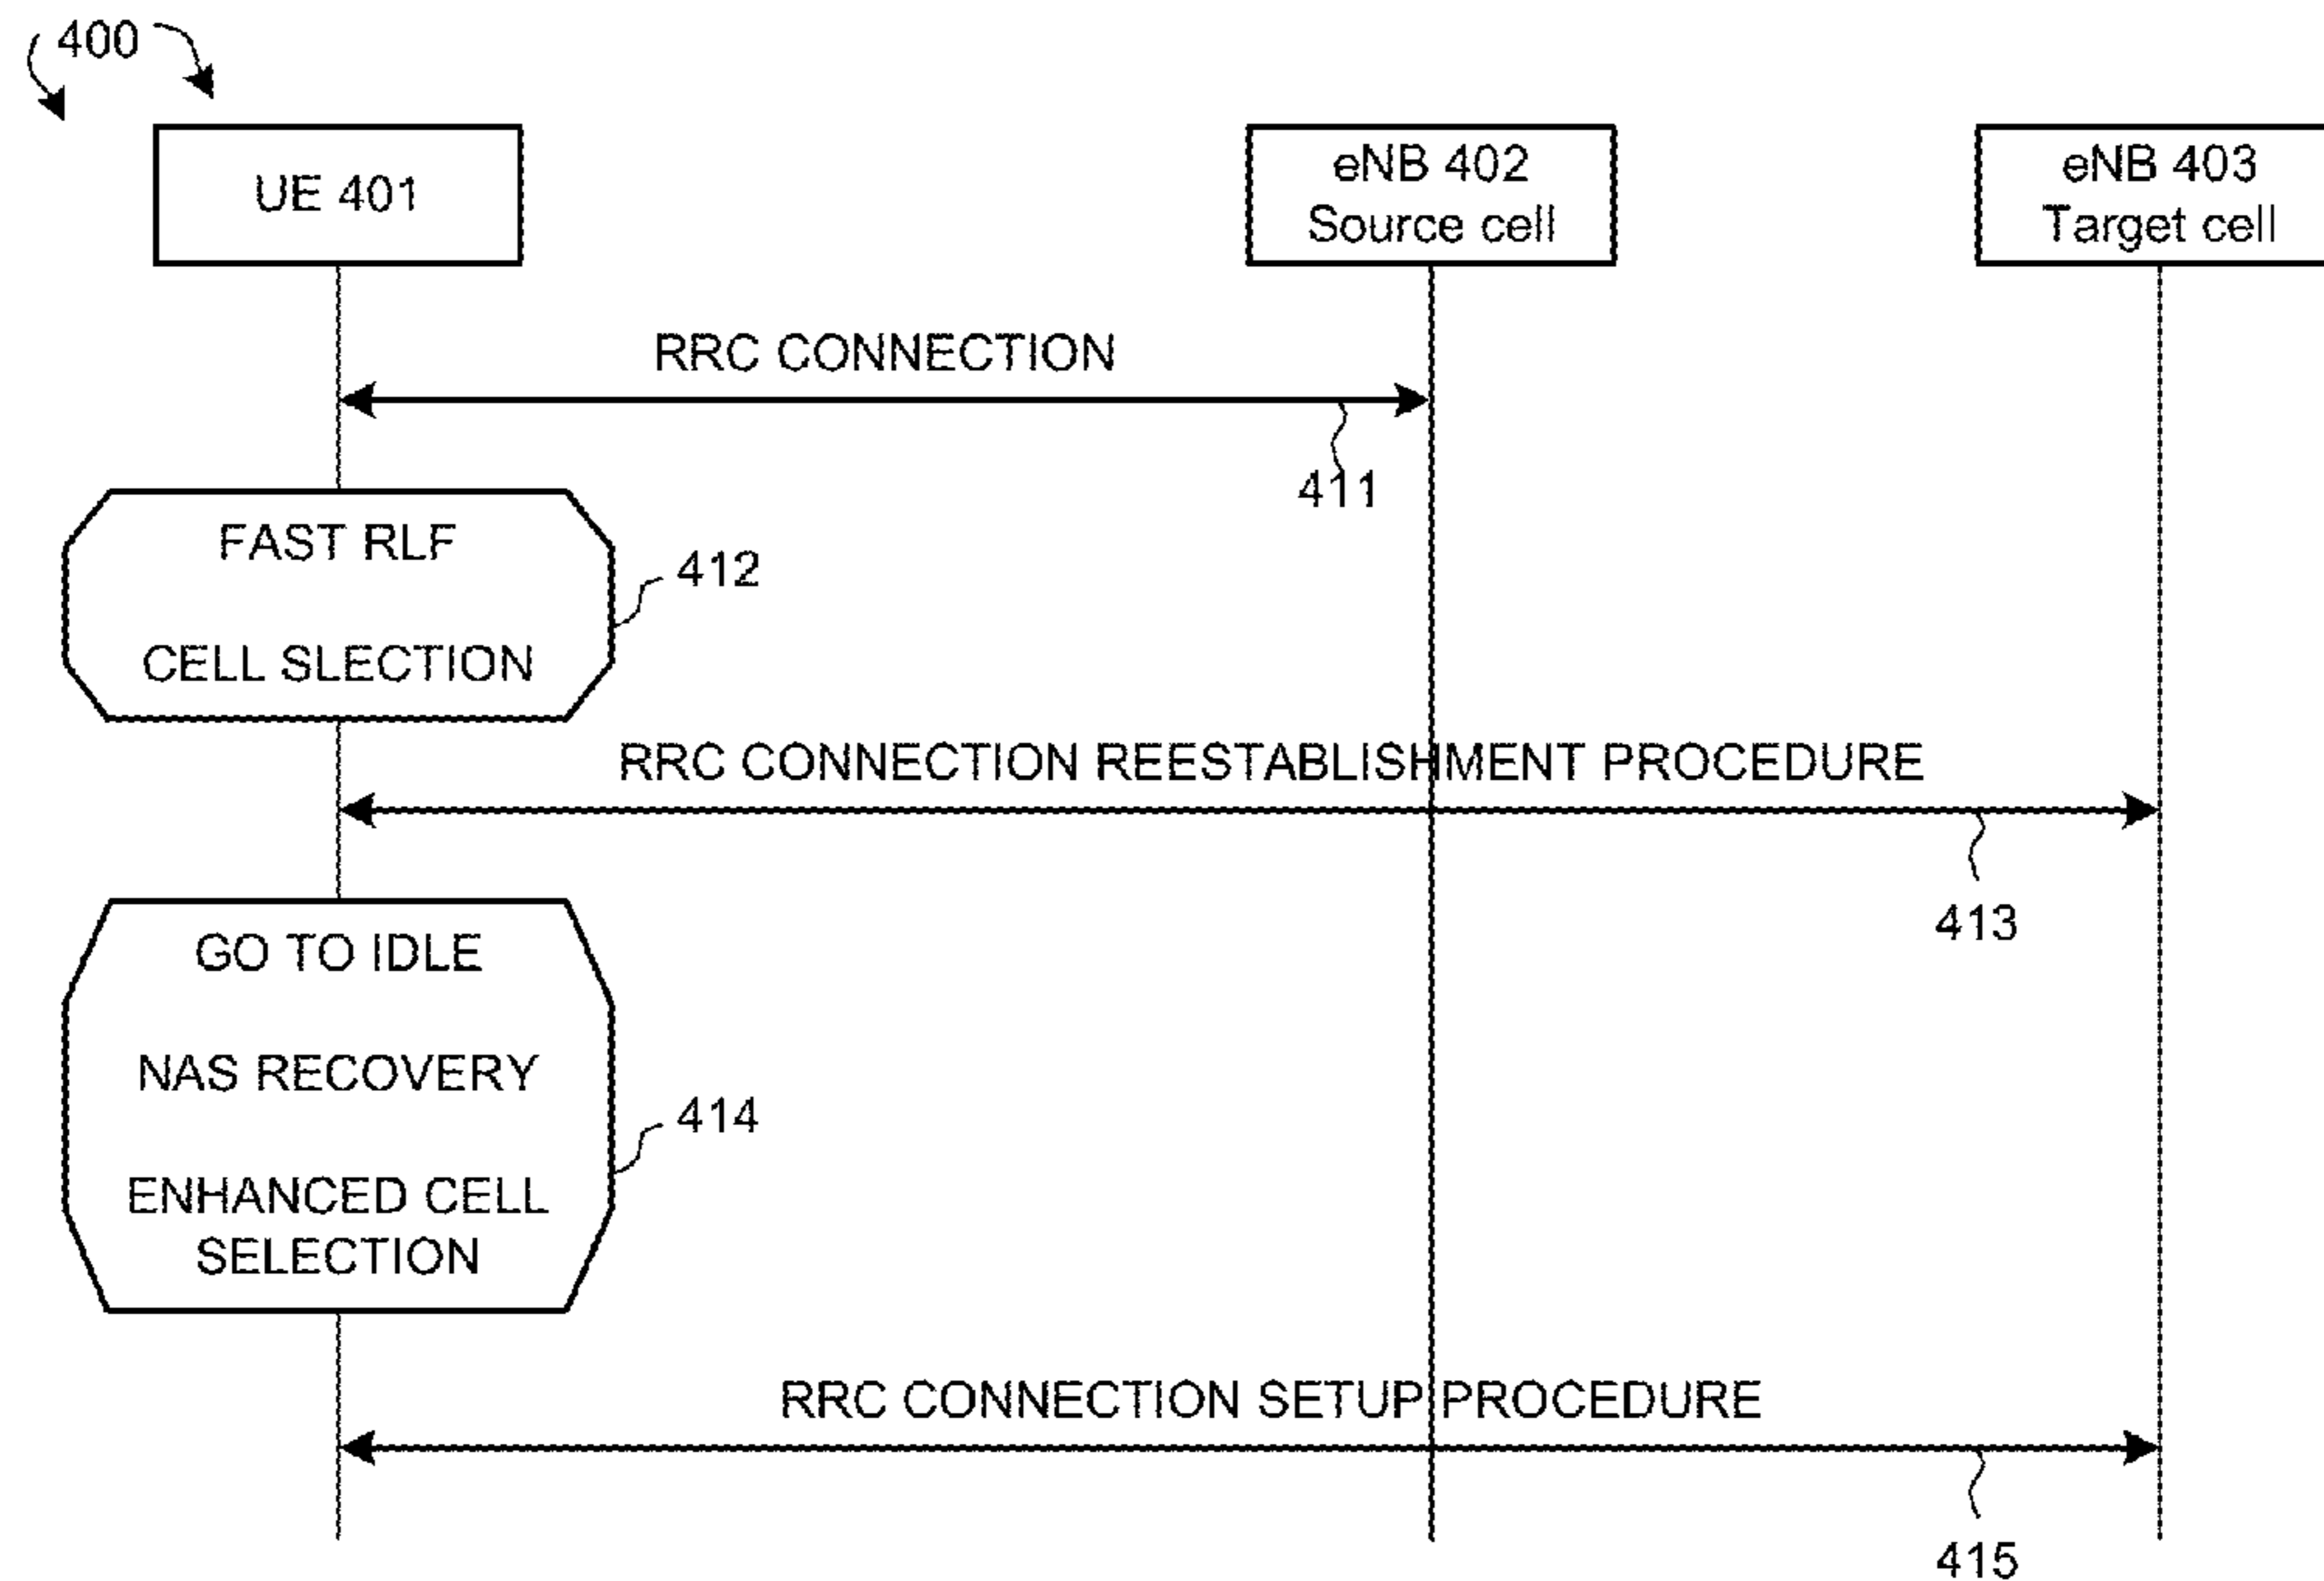 400
UE 401
eNB 402
Source cell
eNB 403
Target cell
RRC CONNECTION
411
FAST RLF
CELL SLECTION
412
RRC CONNECTION REESTABLISHMENT PROCEDURE
413
GO TO IDLE
NAS RECOVERY
ENHANCED CELL
SELECTION
414
RRC CONNECTION SETUP PROCEDURE
415